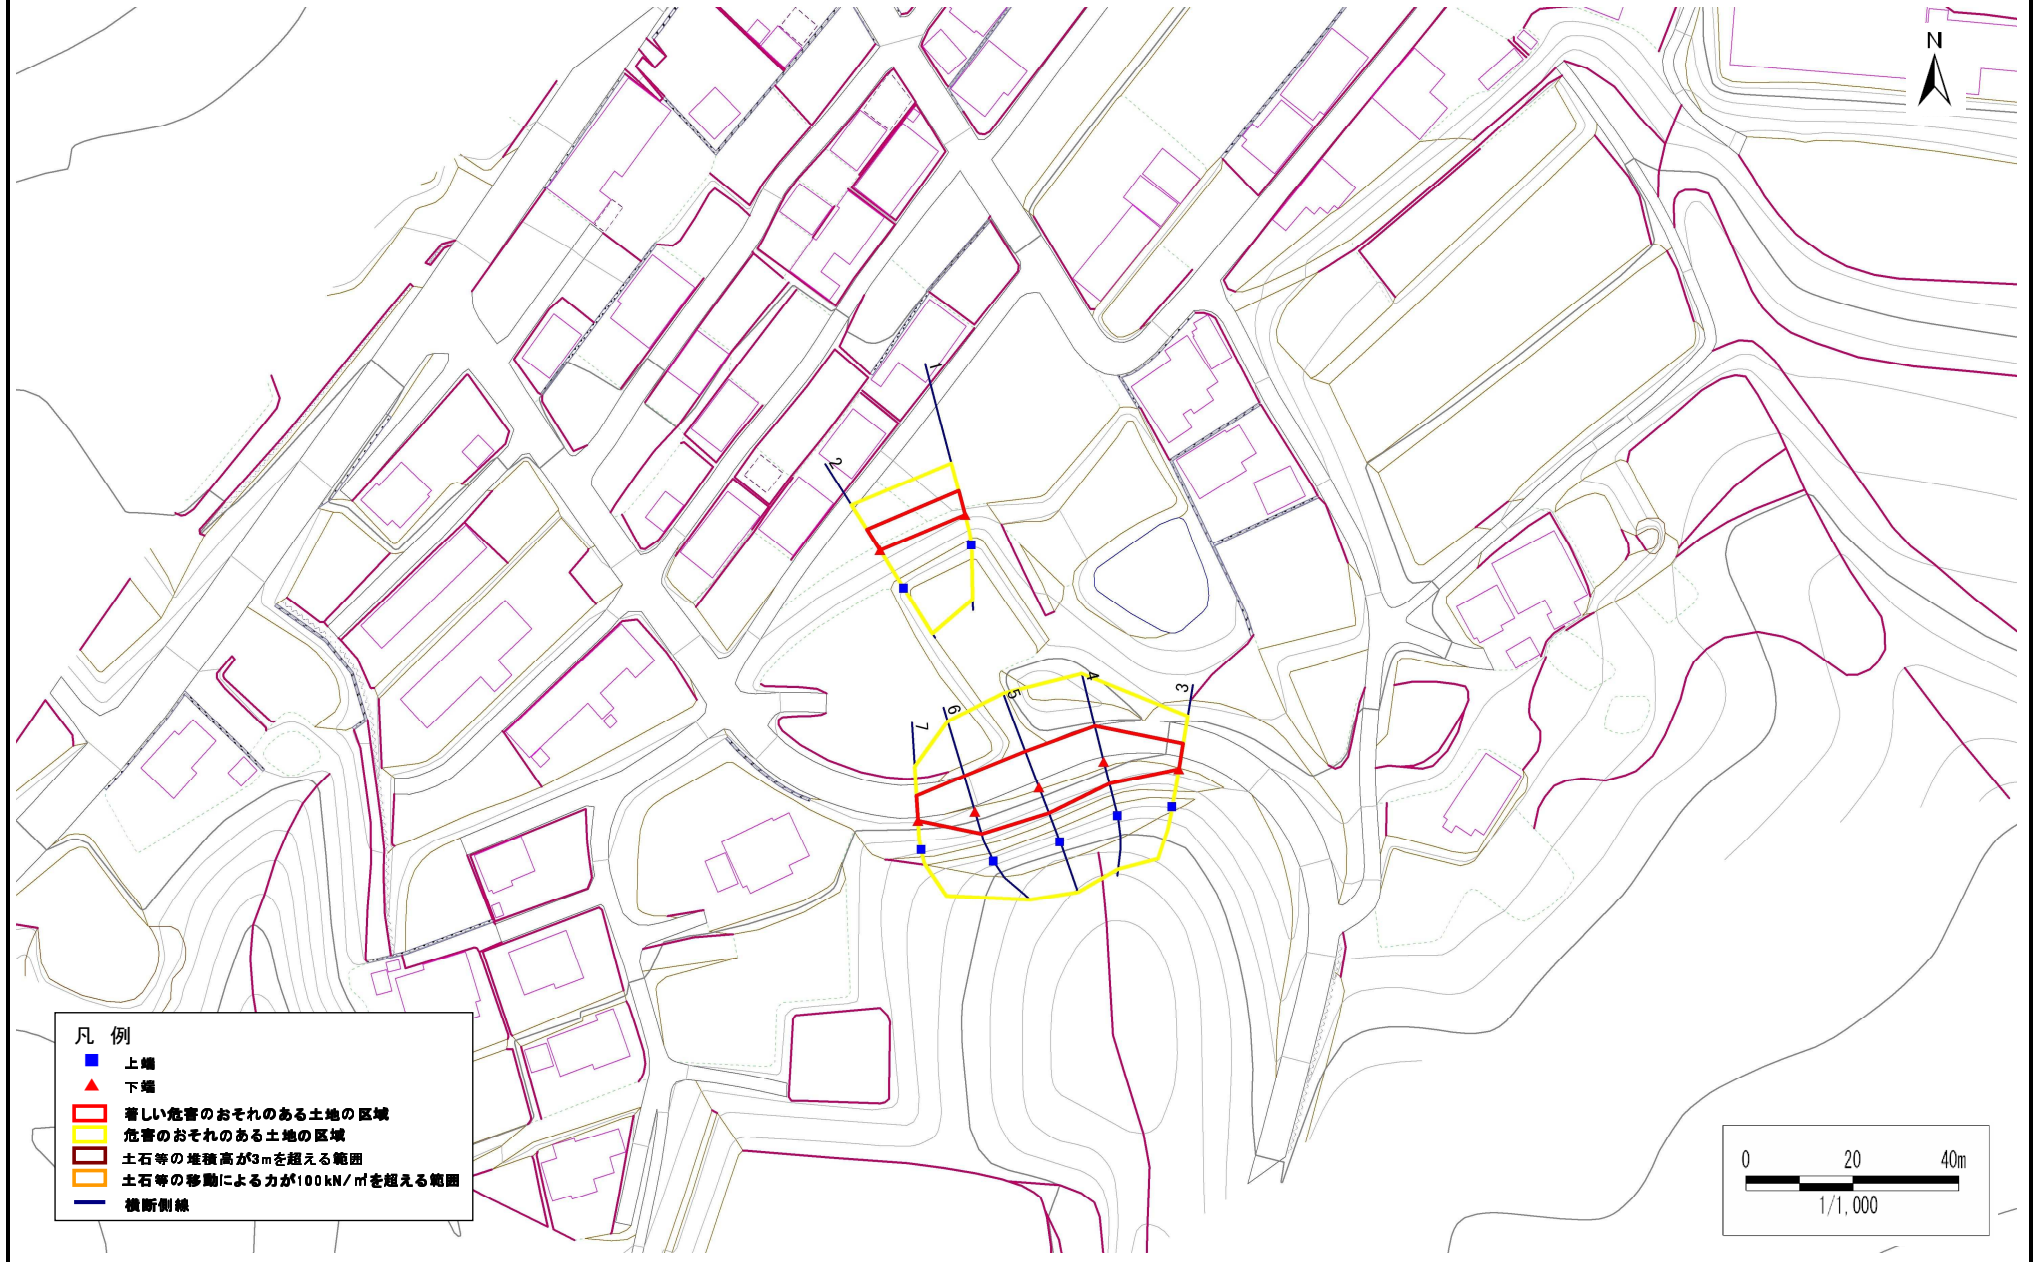 N
1
2
3
4
5
6
7
凡 例
上端
下端
著しい危害のおそれのある土地の区域
危害のおそれのある土地の区域
土石等の堆積高が3mを超える範囲
土石等の移動による力が100kN/㎡を超える範囲
横断側線
0 20 40m
1/1,000